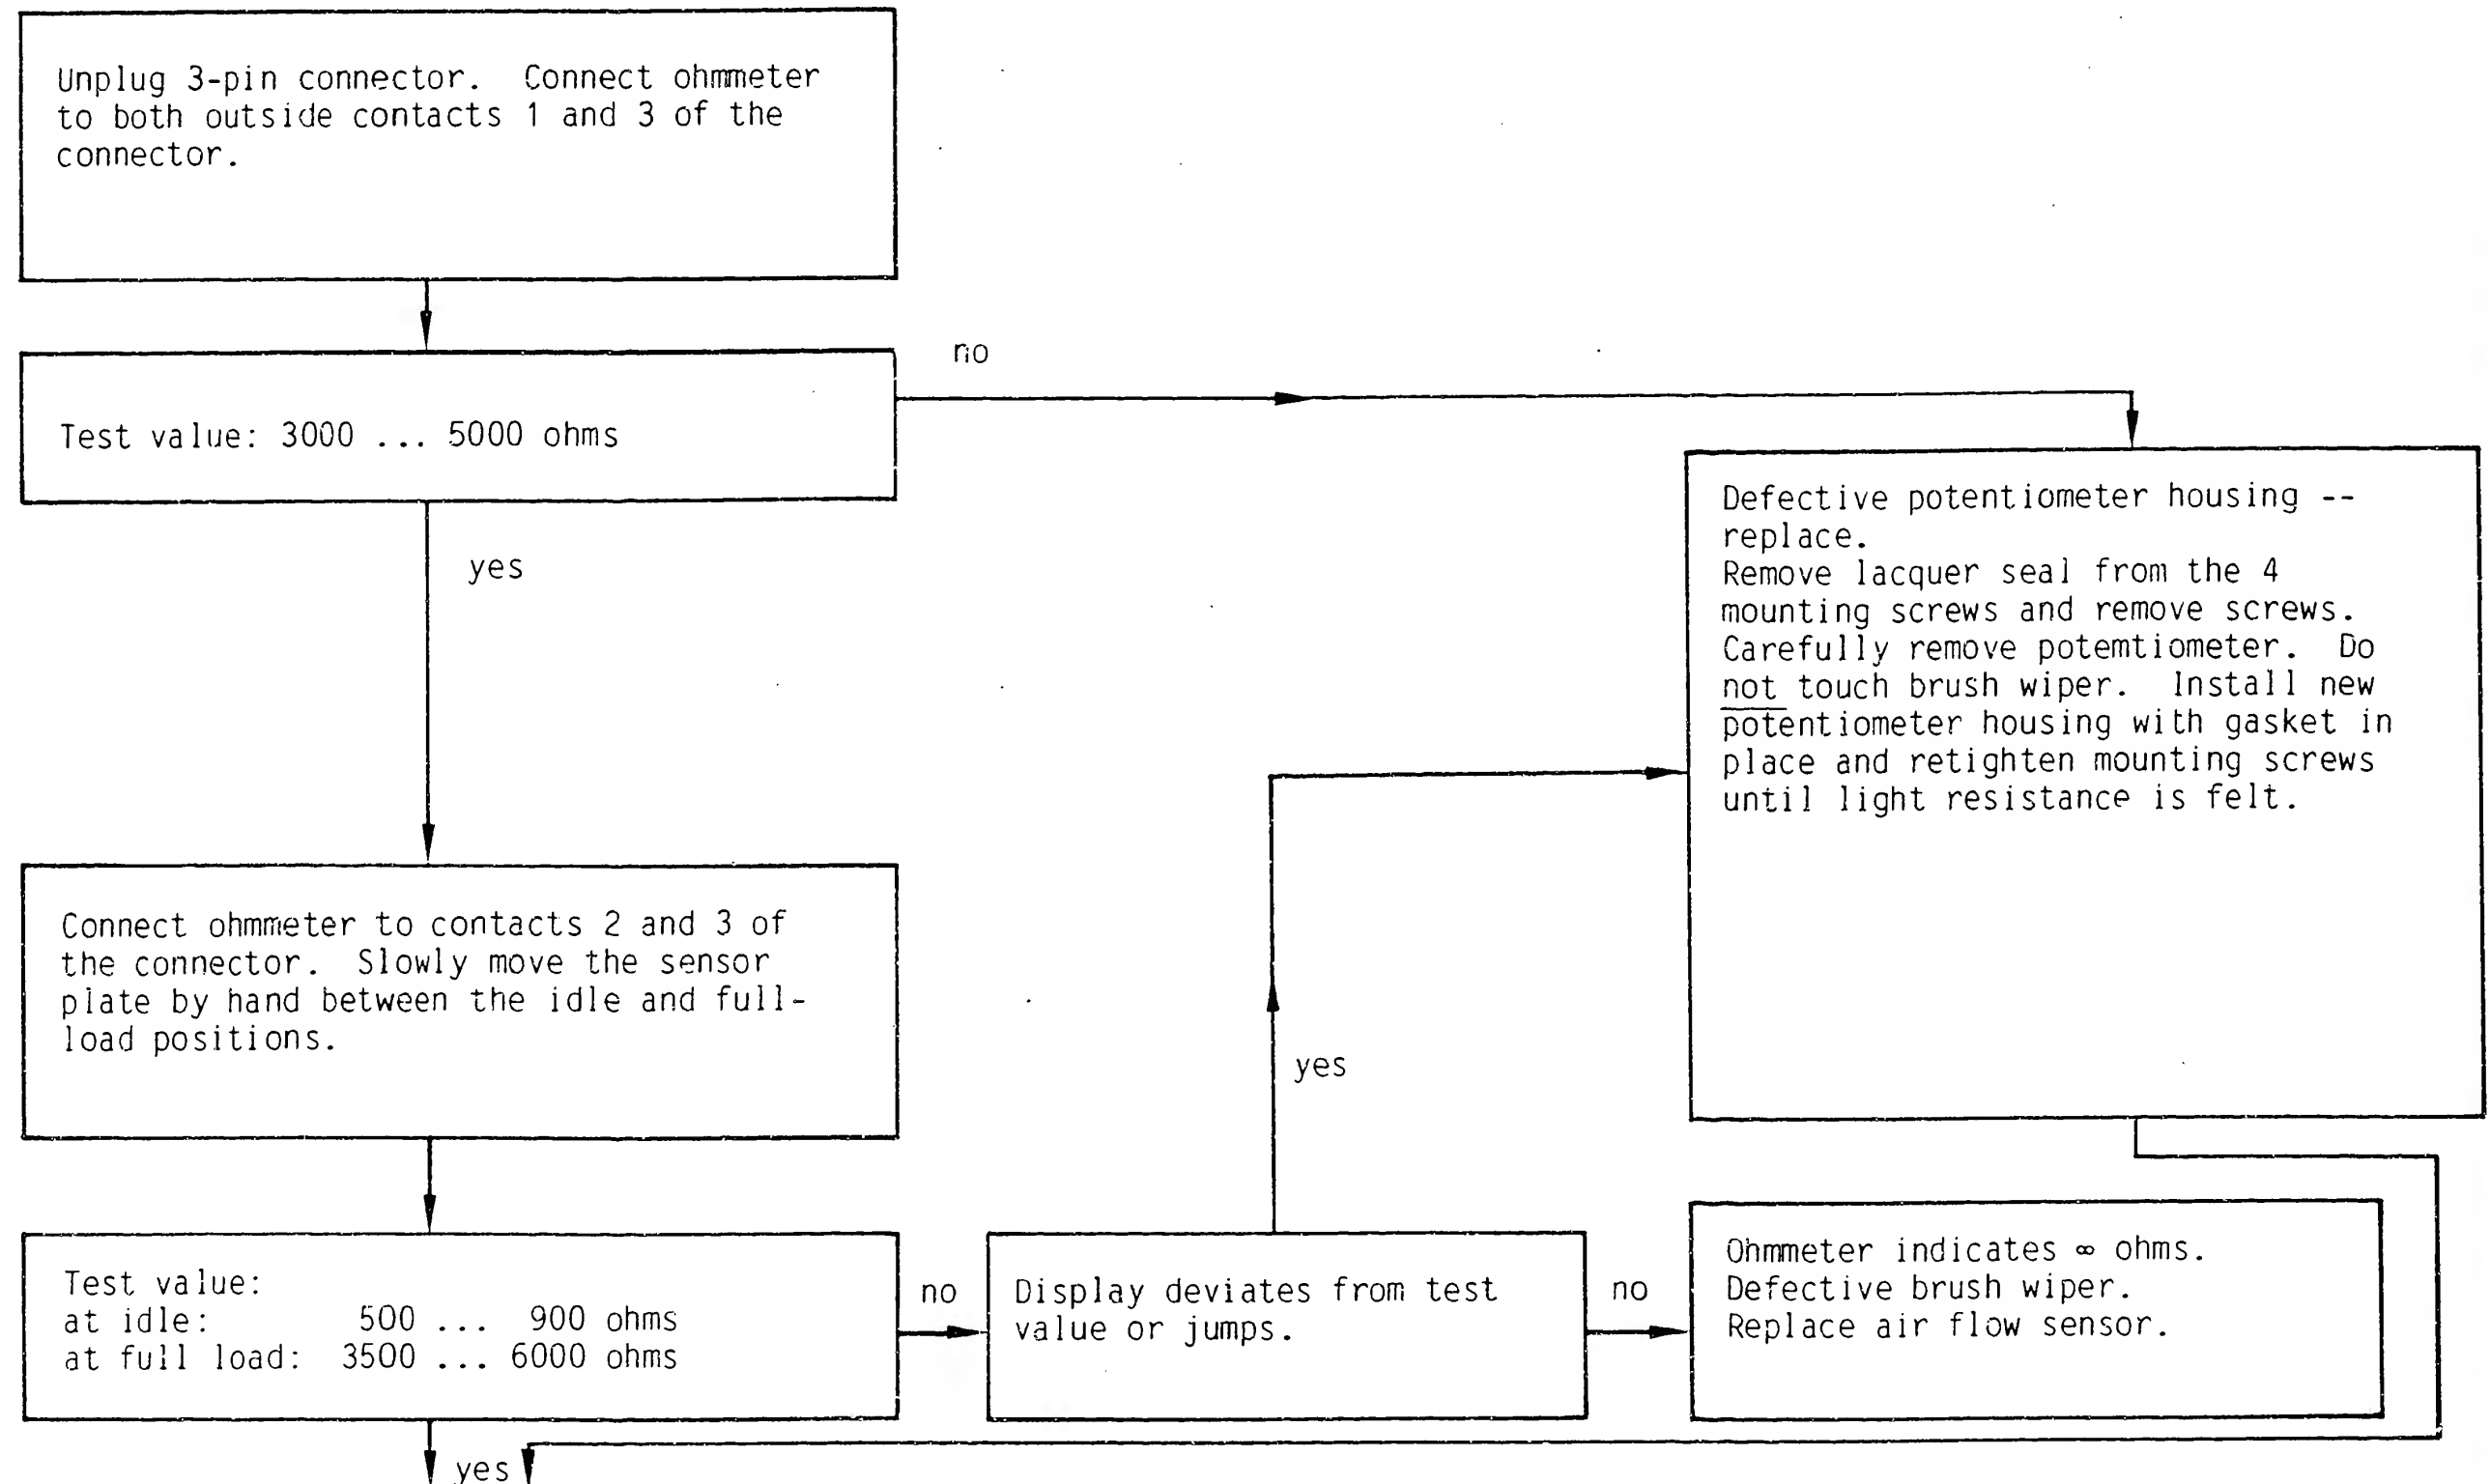 Unplug 3-pin connector.  Connect ohmmeter
to both outside contacts 1 and 3 of the
connector.
no
Test value: 3000 ... 5000 ohms
yes
Defective potentiometer housing --
replace.
Remove lacquer seal from the 4
mounting screws and remove screws.
Carefully remove potemtiometer.  Do
not touch brush wiper.  Install new
potentiometer housing with gasket in
place and retighten mounting screws
until light resistance is felt.
Connect ohmmeter to contacts 2 and 3 of
the connector.  Slowly move the sensor
plate by hand between the idle and full-
load positions.
yes
Test value:
at idle: 500 ... 900 ohms
at full load: 3500 ... 6000 ohms
no
Display deviates from test
value or jumps.
no
Ohmmeter indicates ∞ ohms.
Defective brush wiper.
Replace air flow sensor.
yes